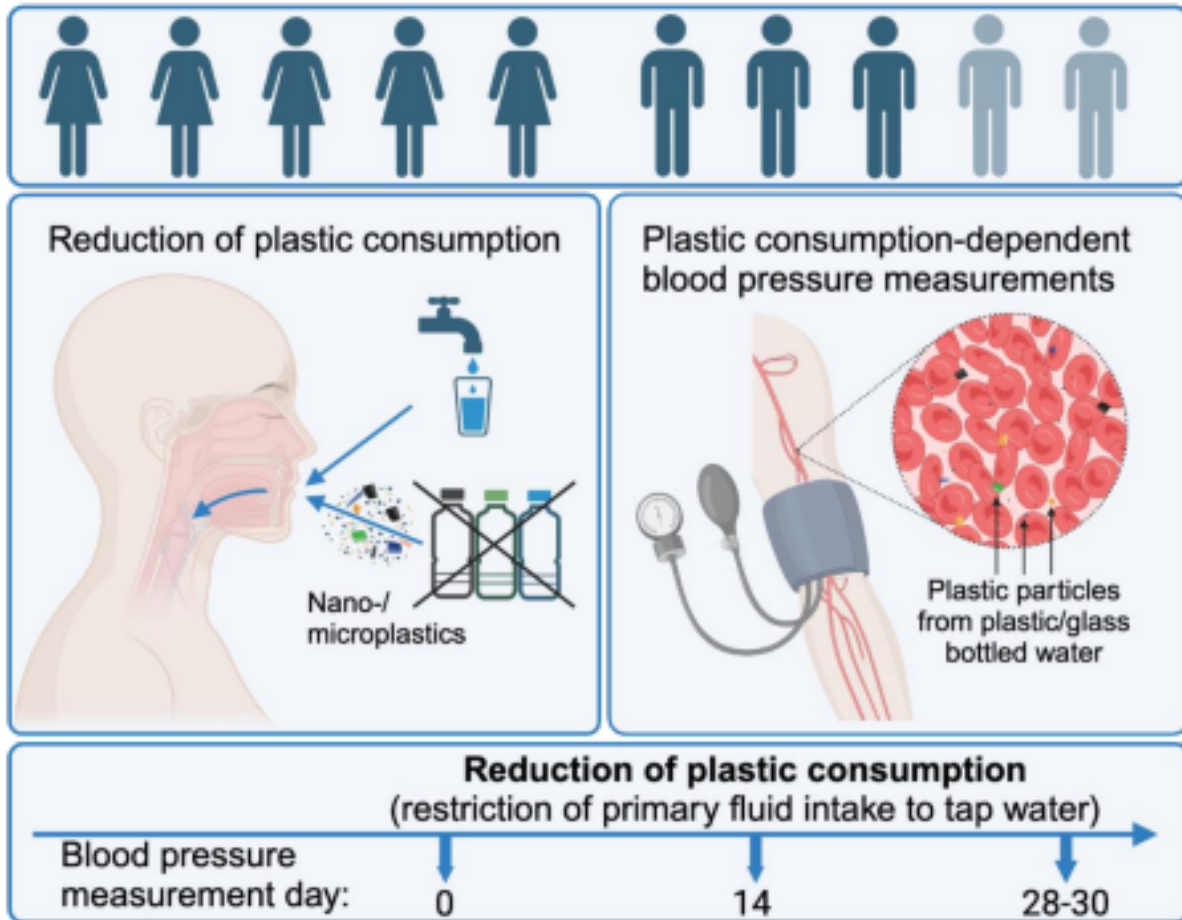 Reduction of plastic consumption
Nano-/
microplastics
Plastic consumption-dependent
blood pressure measurements
Plastic particles
from plastic/glass
bottled water
Reduction of plastic consumption
(restriction of primary fluid intake to tap water)
Blood pressure
measurement day:
0 14 28-30